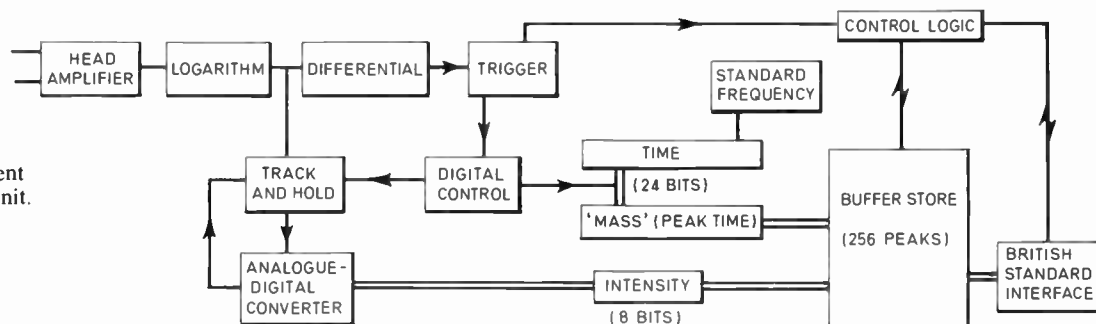 HEAD
AMPLIFIER
LOGARITHM
DIFFERENTIAL
TRIGGER
CONTROL LOGIC
STANDARD
FREQUENCY
TIME
(24 BITS)
'MASS' (PEAK TIME)
TRACK
AND HOLD
DIGITAL
CONTROL
BUFFER STORE
(256 PEAKS)
ANALOGUE-
DIGITAL
CONVERTER
INTENSITY
(8 BITS)
BRITISH
STANDARD
INTERFACE
ent
nit.